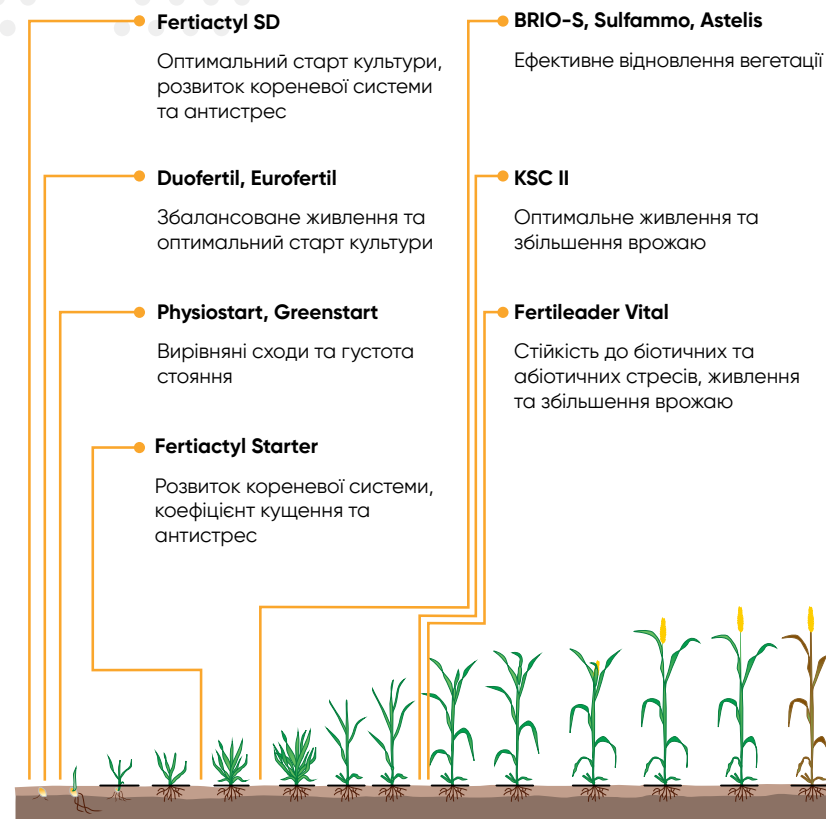 Fertiactyl SD
Оптимальний старт культури,
розвиток кореневої системи
та антистрес
Duofertil, Eurofertil
Збалансоване живлення та
оптимальний старт культури
Physiostart, Greenstart
Вирівняні сходи та густота
стояння
Fertiactyl Starter
Розвиток кореневої системи,
коефіцієнт кущення та
антистрес
BRIO-S, Sulfammo, Astelis
Ефективне відновлення вегетації
KSC II
Оптимальне живлення та
збільшення врожаю
Fertileader Vital
Стійкість до біотичних та
абіотичних стресів, живлення
та збільшення врожаю